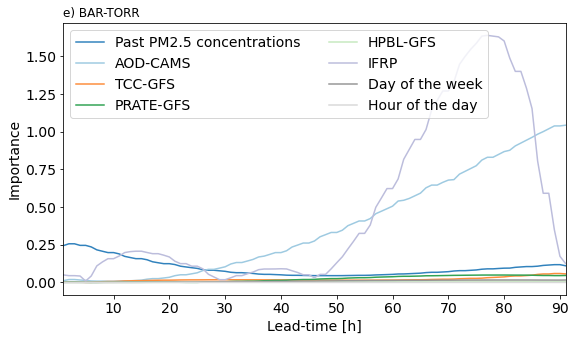 e) BAR-TORR
Past PM2.5 concentrations
AOD-CAMS
TCC-GFS
PRATE-GFS
HPBL-GFS
IFRP
Day of the week
Hour of the day
Importance
1.50
1.25
1.00
0.75
0.50
0.25
0.00
10 20 30 40 50 60 70 80 90
Lead-time [h]